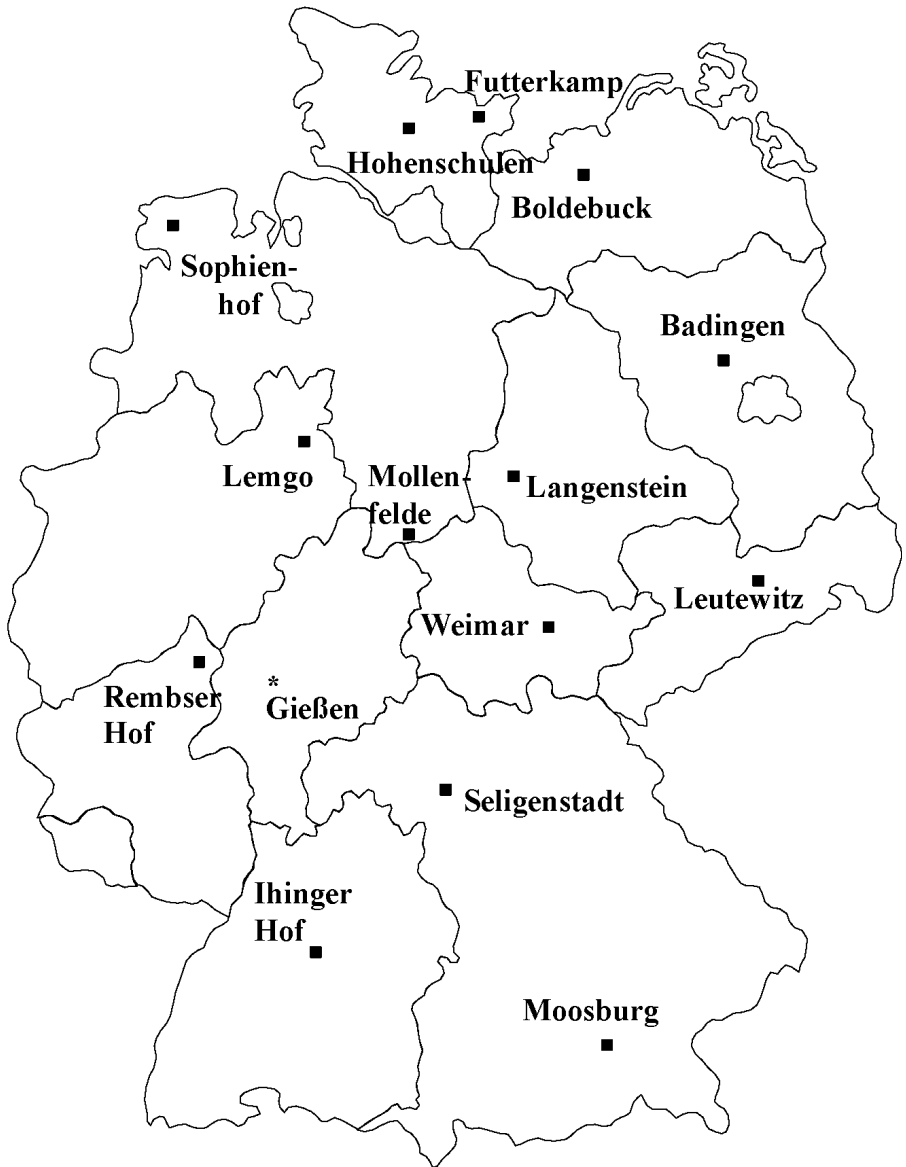 Futterkamp
Hohenschulen
Boldebuck
Sophien-
hof
Badingen
Lemgo
Mollen-
felde
Langenstein
Leutewitz
Weimar
*
Rembser
Hof
Gießen
Seligenstadt
Ihinger
Hof
Moosburg